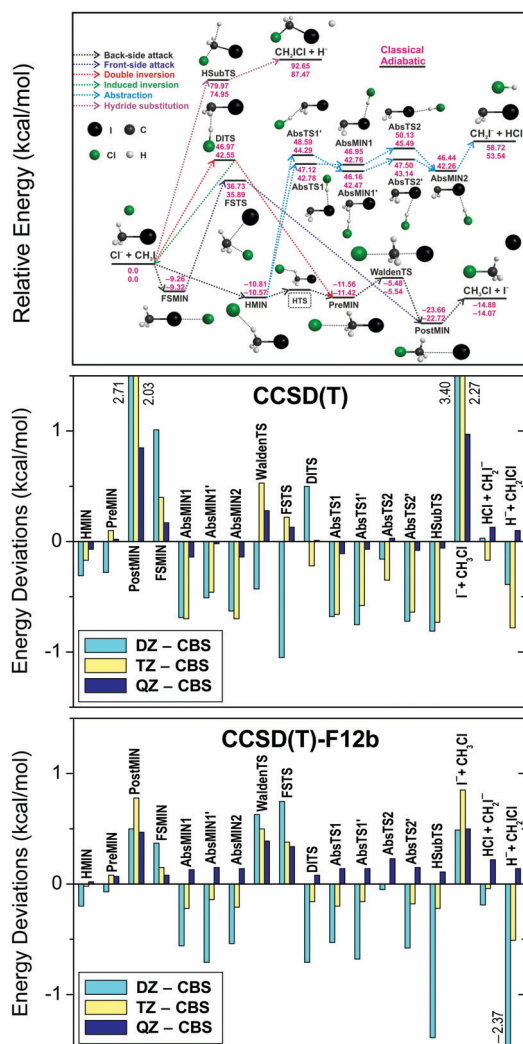 Relative Energy (kcal/mol)
Back-side attack
Front-side attack
Double inversion
Induced inversion
Abstraction
Hydride substitution
I
C
Cl
H
Classical
Adiabatic
CH₂ICl + H⁻
92.65
87.47
HSubTS
79.97
74.95
DITS
46.97
42.55
36.73
35.89
FSTS
AbsTS1'
48.59
44.29
47.12
42.78
AbsTS1
AbsMIN1
46.95
42.76
46.16
42.47
AbsMIN1'
AbsTS2
50.13
45.49
47.50
43.14
AbsTS2'
46.44
42.26
AbsMIN2
CH₂I⁻ + HCl
58.72
53.54
Cl⁻ + CH₃I
0.0
0.0
−9.26
−9.32
FSMIN
−10.81
−10.57
HMIN
HTS
−11.56
−11.42
PreMIN
WaldenTS
−5.48
−5.54
−23.66
−22.72
PostMIN
CH₃Cl + I⁻
−14.88
−14.07
Energy Deviations (kcal/mol)
CCSD(T)
1
0
-1
2.71
2.03
3.40
2.27
HMIN
PreMIN
PostMIN
FSMIN
AbsMIN1
AbsMIN1'
AbsMIN2
WaldenTS
FSTS
DITS
AbsTS1
AbsTS1'
AbsTS2
AbsTS2'
HSubTS
I⁻ + CH₃Cl
HCl + CH₂I⁻
H⁻ + CH₂ICl
DZ – CBS
TZ – CBS
QZ – CBS
Energy Deviations (kcal/mol)
CCSD(T)-F12b
1
0
-1
HMIN
PreMIN
PostMIN
FSMIN
AbsMIN1
AbsMIN1'
AbsMIN2
WaldenTS
FSTS
DITS
AbsTS1
AbsTS1'
AbsTS2
AbsTS2'
HSubTS
I⁻ + CH₃Cl
HCl + CH₂I⁻
H⁻ + CH₂ICl
−2.37
DZ – CBS
TZ – CBS
QZ – CBS